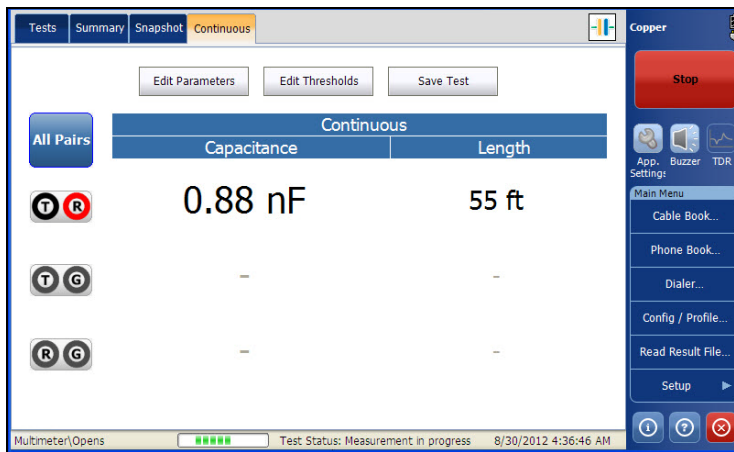 Tests Summary Snapshot Continuous
Copper
Edit Parameters Edit Thresholds Save Test
Stop
All Pairs
Continuous
Capacitance Length
App. Settings Buzzer TDR
T R 0.88 nF 55 ft
T G - -
R G - -
Main Menu
Cable Book...
Phone Book...
Dialer...
Config / Profile...
Read Result File...
Setup
Multimeter\Opens Test Status: Measurement in progress 8/30/2012 4:36:46 AM